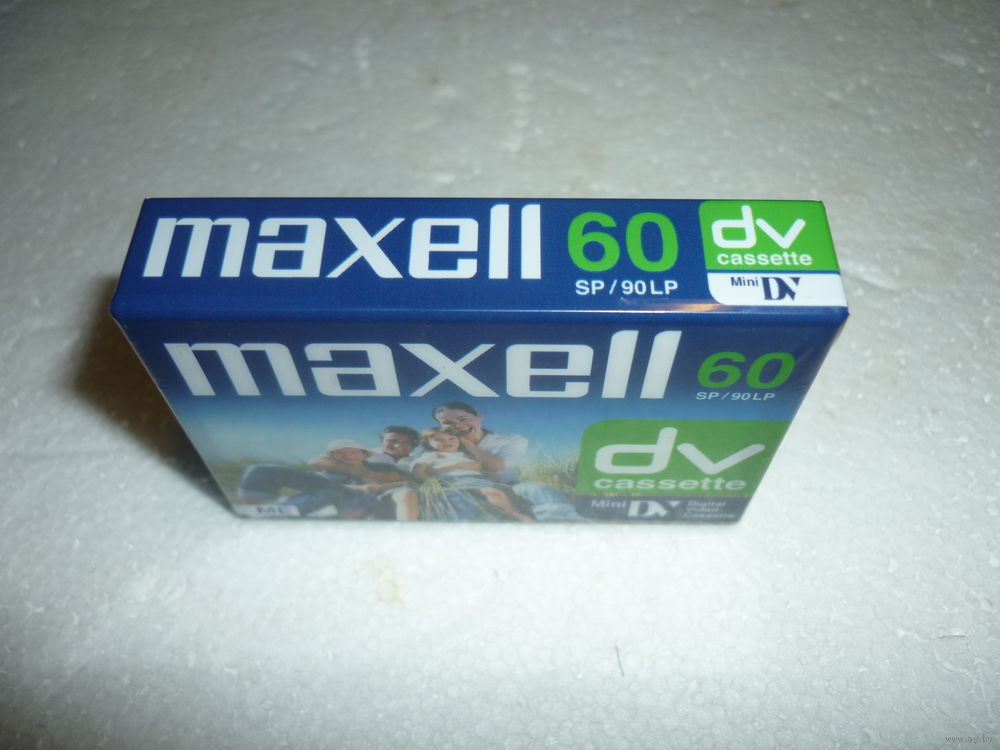 maxell 60
SP/90LP
dv
cassette
Mini DV
maxell 60
SP/90LP
dv
cassette
Mini DV Digital
Video
Cassette
ME
www.ay.by